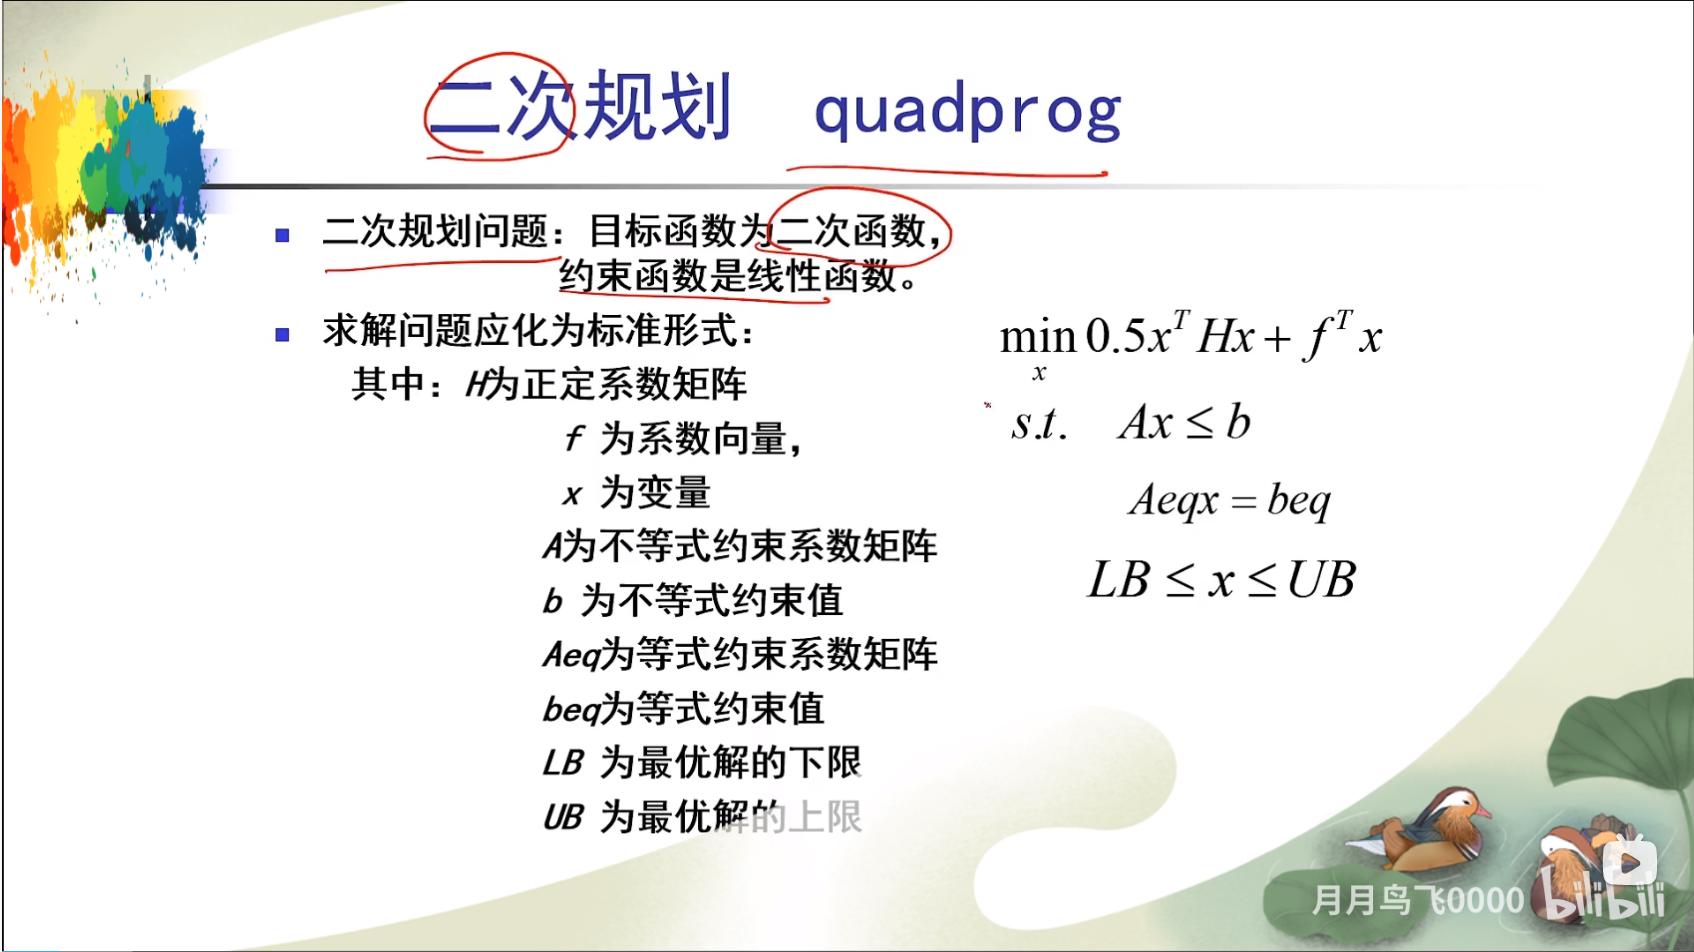 二次规划 quadprog
二次规划问题：目标函数为二次函数，
约束函数是线性函数。
求解问题应化为标准形式：
其中：H为正定系数矩阵
f 为系数向量，
x 为变量
A为不等式约束系数矩阵
b 为不等式约束值
Aeq为等式约束系数矩阵
beq为等式约束值
LB 为最优解的下限
UB 为最优解的上限
min 0.5x^T Hx + f^T x
x
s.t. Ax ≤ b
Aeqx = beq
LB ≤ x ≤ UB
月月鸟飞0000 bilibili